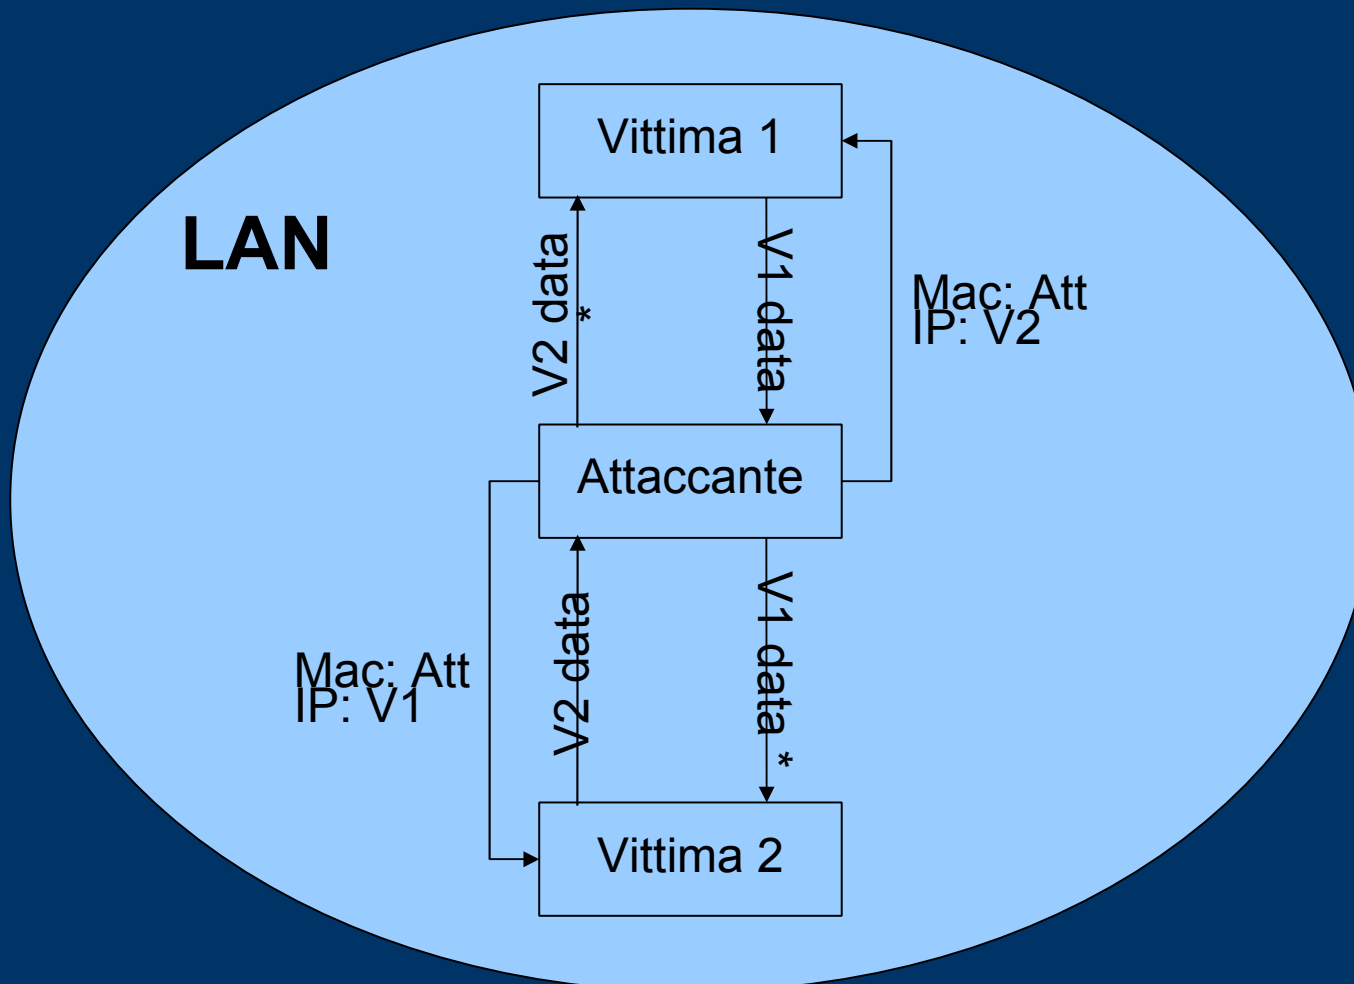 Vittima 1
LAN
V2 data
*
V1 data
Mac: Att
IP: V2
Attaccante
Mac: Att
IP: V1
V2 data
V1 data *
Vittima 2